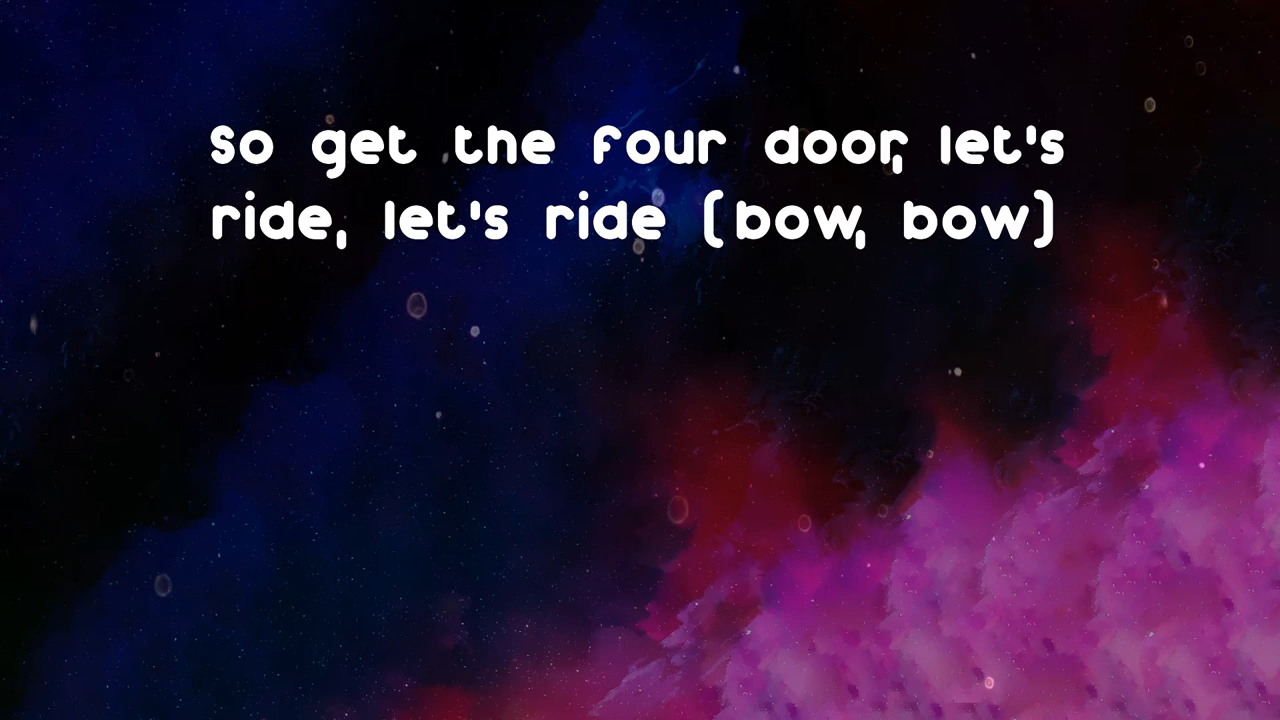 So get the four door, let's
ride, let's ride (bow, bow)